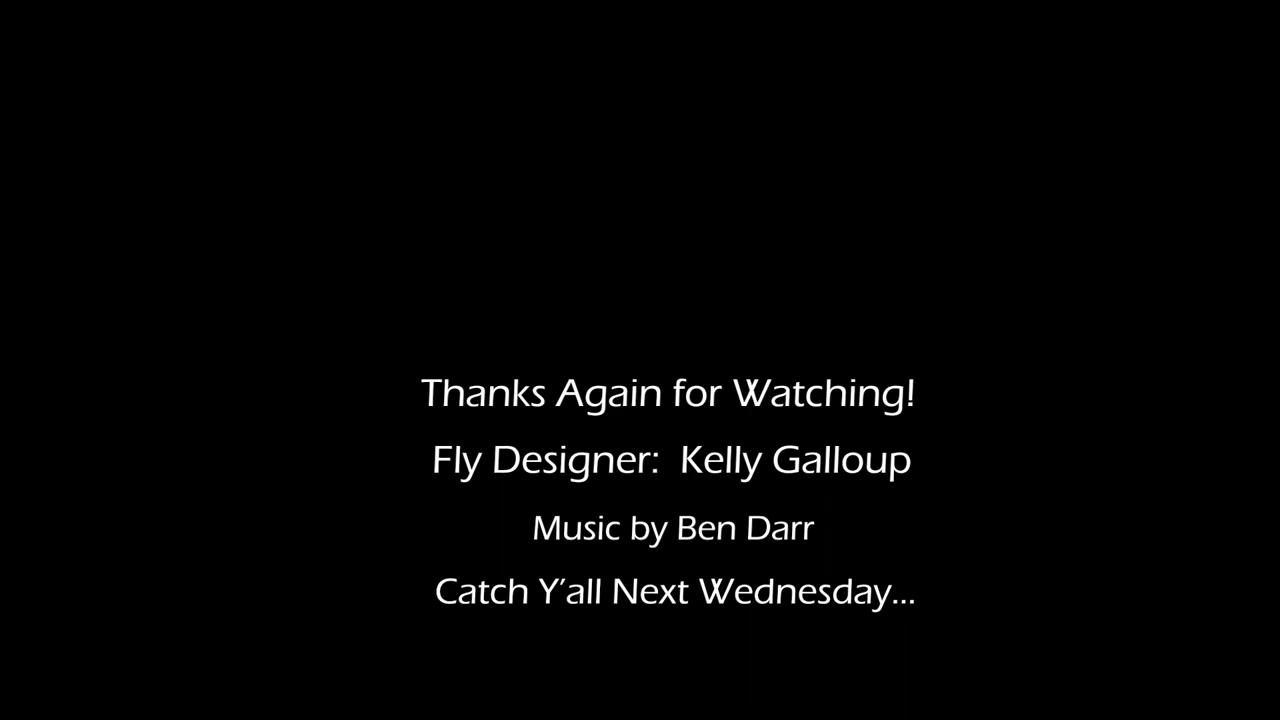 Thanks Again for Watching!
Fly Designer: Kelly Galloup
Music by Ben Darr
Catch Y'all Next Wednesday...